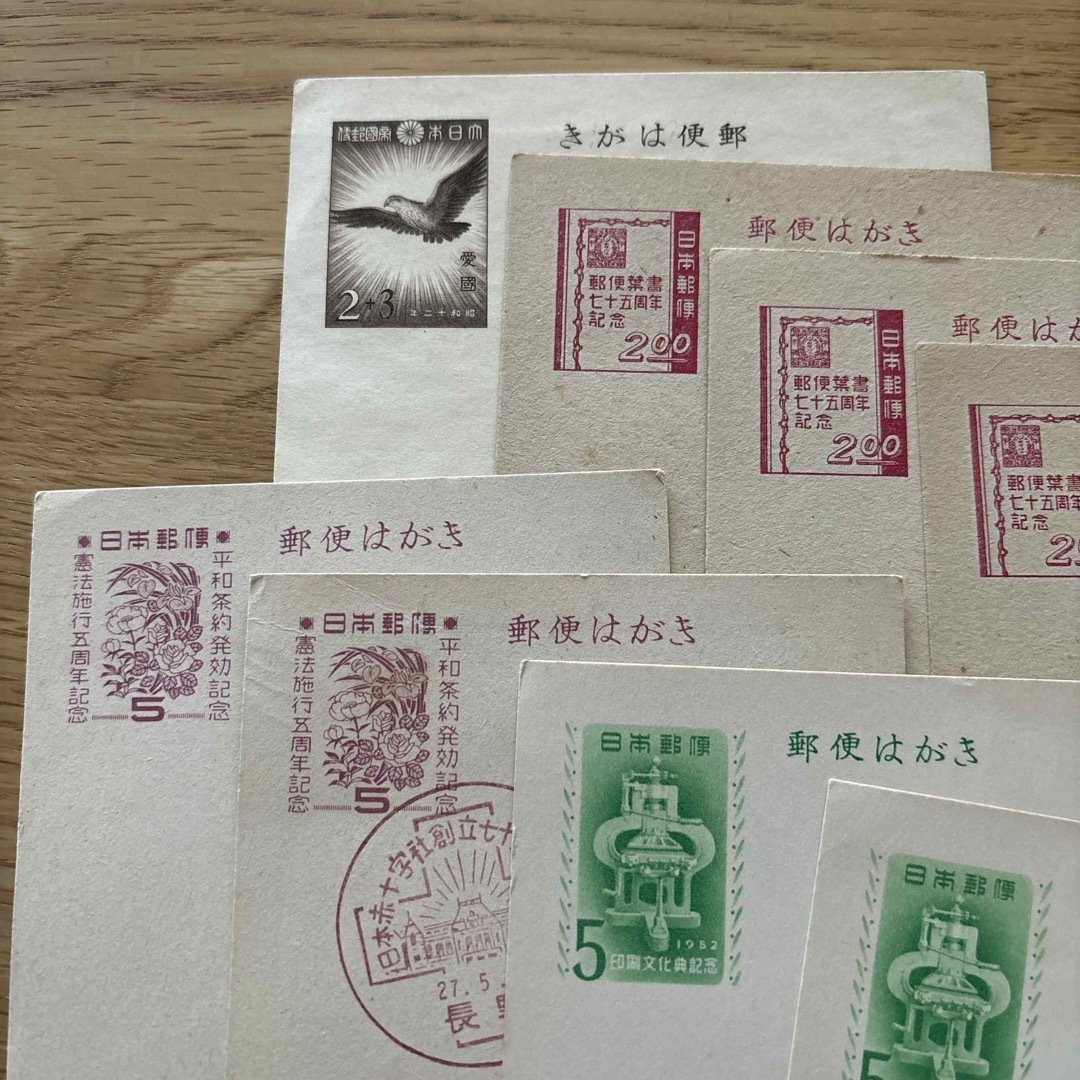 便郵國帝 本日大
きがは便郵
愛國
2+3
年二十和昭
郵便はがき
日本郵便
郵便葉書
七十五周年
記念
2.00
郵便はが
日本郵便
郵便葉書
七十五周年
記念
2.00
郵便葉書
七十五周年
記念
日本郵便
郵便はがき
平和条約発効記念
憲法施行五周年記念
5
日本郵便
郵便はがき
平和条約発効記念
憲法施行五周年記念
5
日本赤十字社創立七十
27.5
長
日本郵便
郵便はがき
1952
5
印刷文化典記念
日本郵便
5